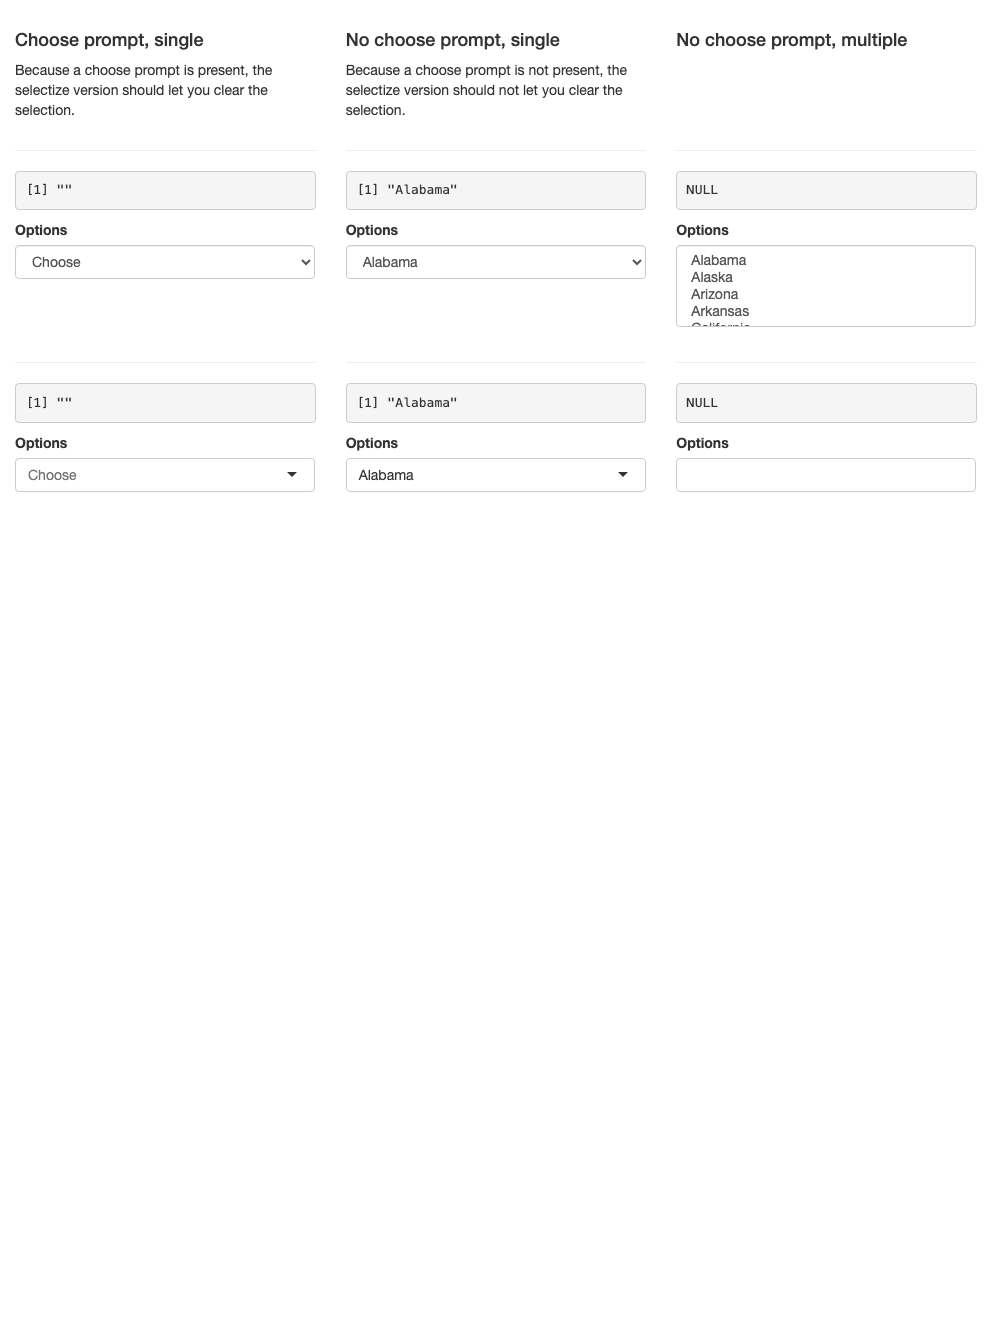 Choose prompt, single
Because a choose prompt is present, the
selectize version should let you clear the
selection.
[1] ""
Options
Choose
[1] ""
Options
Choose
No choose prompt, single
Because a choose prompt is not present, the
selectize version should not let you clear the
selection.
[1] "Alabama"
Options
Alabama
[1] "Alabama"
Options
Alabama
No choose prompt, multiple
NULL
Options
Alabama
Alaska
Arizona
Arkansas
California
NULL
Options